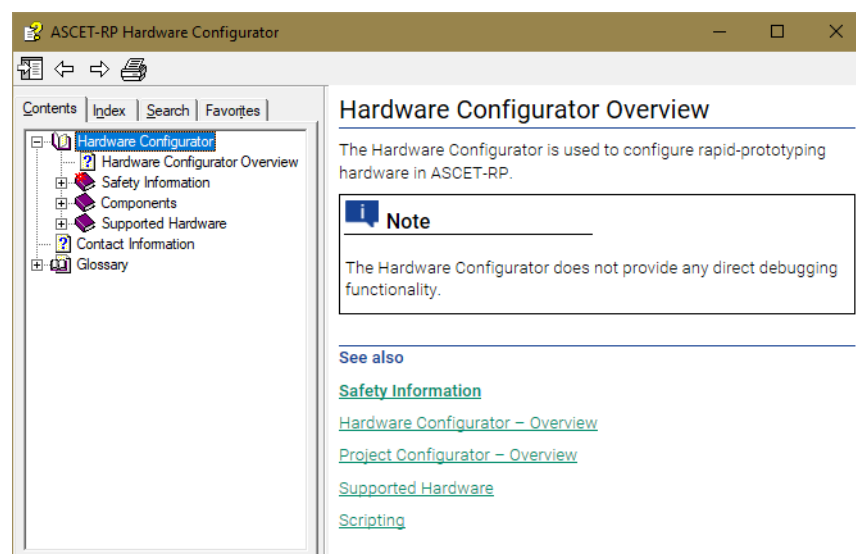 ASCET-RP Hardware Configurator
Contents Index Search Favorites
Hardware Configurator
Hardware Configurator Overview
Safety Information
Components
Supported Hardware
Contact Information
Glossary
Hardware Configurator Overview
The Hardware Configurator is used to configure rapid-prototyping
hardware in ASCET-RP.
i Note
The Hardware Configurator does not provide any direct debugging
functionality.
See also
Safety Information
Hardware Configurator – Overview
Project Configurator – Overview
Supported Hardware
Scripting